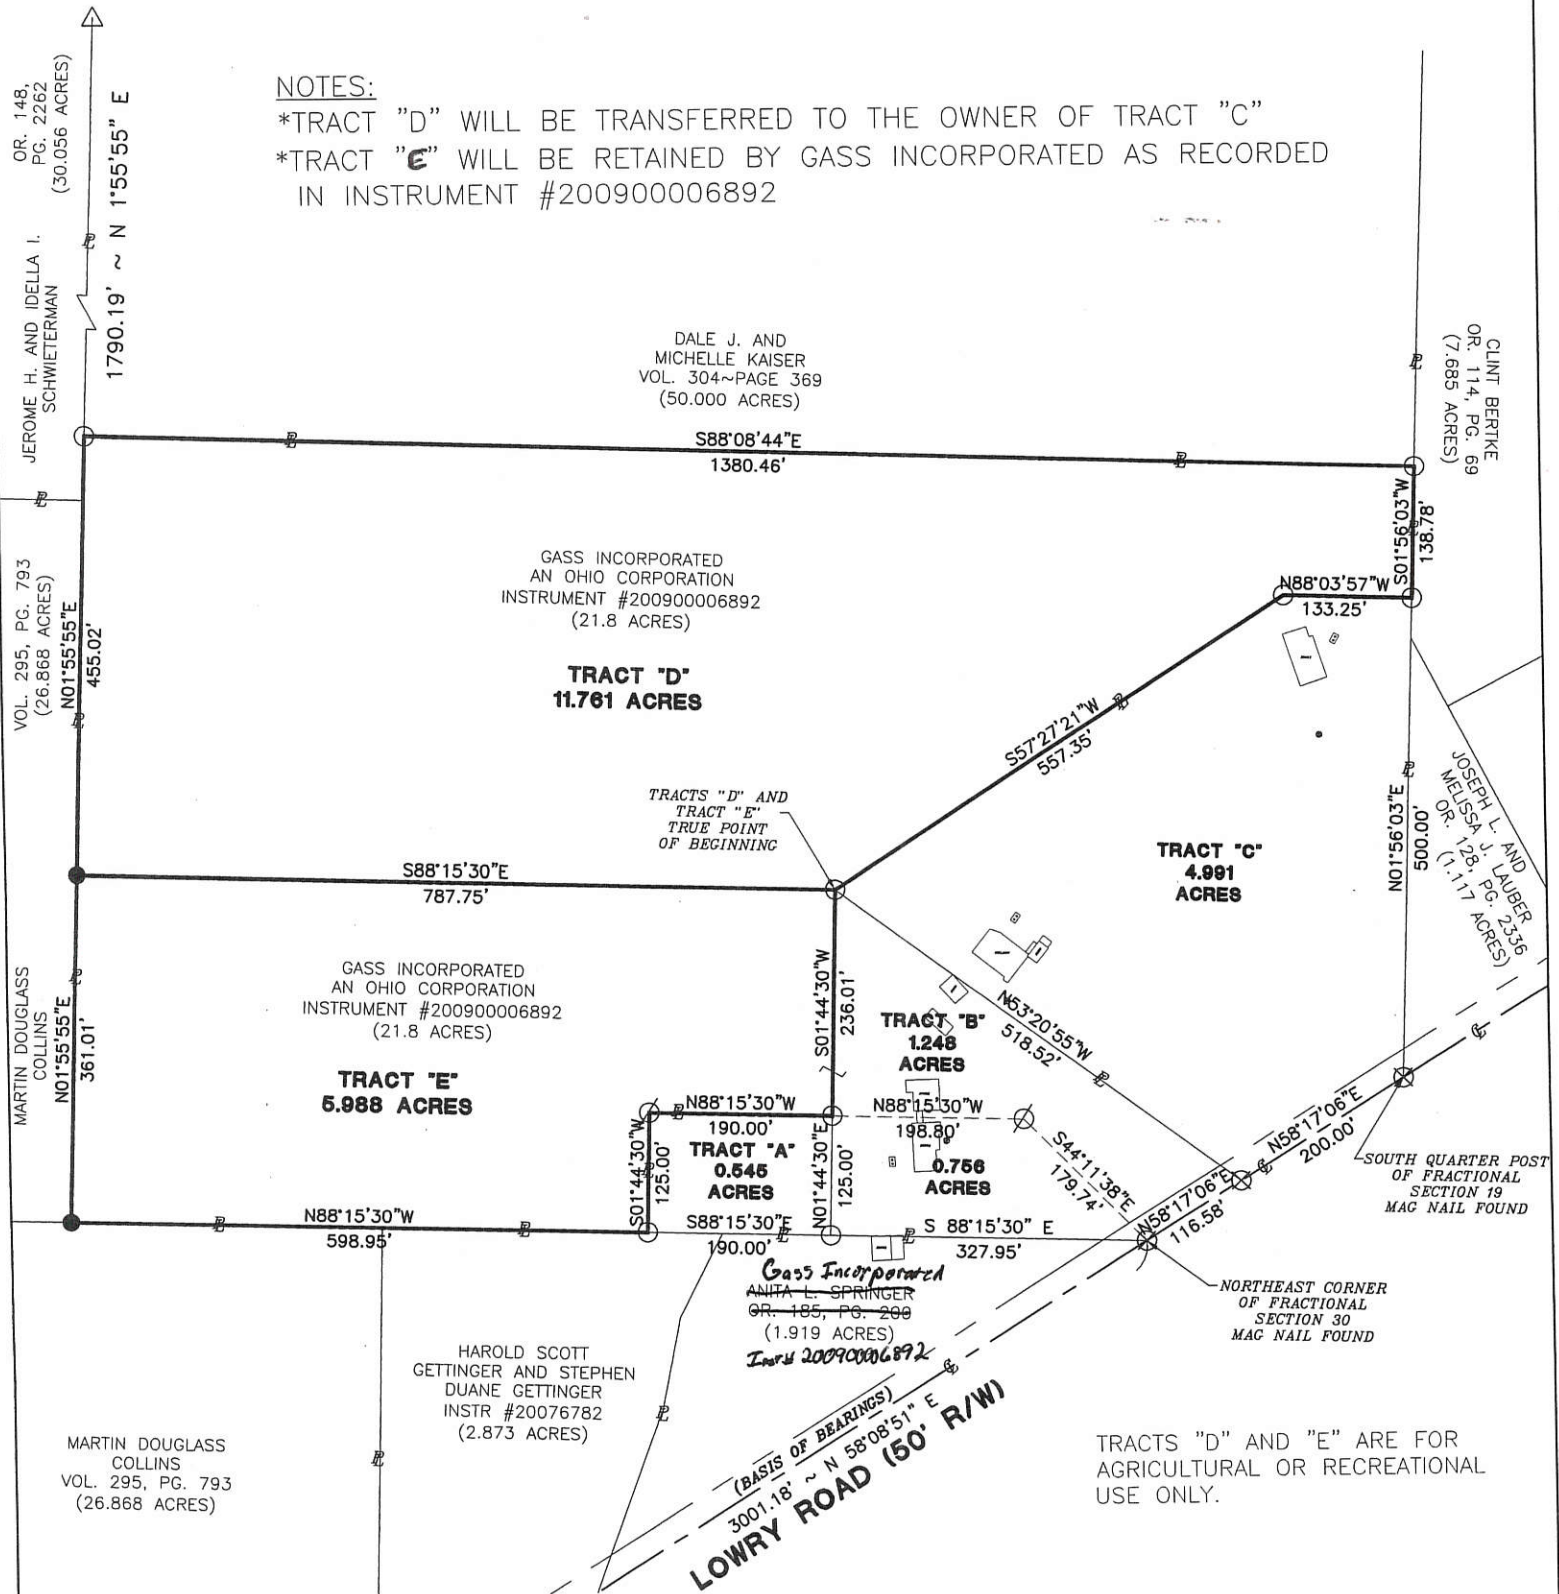 NOTES:
*TRACT "D" WILL BE TRANSFERRED TO THE OWNER OF TRACT "C"
*TRACT "E" WILL BE RETAINED BY GASS INCORPORATED AS RECORDED
IN INSTRUMENT #200900006892
OR. 148,
PG. 2262
(30.056 ACRES)
JEROME H. AND IDELLA I.
SCHWIETERMAN
1790.19' ~ N 1°55'55" E
DALE J. AND
MICHELLE KAISER
VOL. 304~PAGE 369
(50.000 ACRES)
CLINT BERTKE
OR. 114, PG. 69
(7.685 ACRES)
S88°08'44"E
1380.46'
S01°56'03"W
138.78'
N88°03'57"W
133.25'
GASS INCORPORATED
AN OHIO CORPORATION
INSTRUMENT #200900006892
(21.8 ACRES)
TRACT "D"
11.761 ACRES
VOL. 295, PG. 793
(26.868 ACRES)
N01°55'55"E
455.02'
S57°27'21"W
557.35'
TRACTS "D" AND
TRACT "E"
TRUE POINT
OF BEGINNING
TRACT "C"
4.991
ACRES
N01°56'03"E
500.00'
JOSEPH L. AND
MELISSA J. LAUBER
OR. 128, PG. 2336
(1.117 ACRES)
S88°15'30"E
787.75'
MARTIN DOUGLASS
COLLINS
N01°55'55"E
361.01'
GASS INCORPORATED
AN OHIO CORPORATION
INSTRUMENT #200900006892
(21.8 ACRES)
TRACT "E"
5.988 ACRES
S01°44'30"W
236.01'
TRACT "B"
1.248
ACRES
N53°20'55"W
518.52'
N88°15'30"W
190.00'
N88°15'30"W
198.80'
S01°44'30"W
125.00'
TRACT "A"
0.545
ACRES
N01°44'30"E
125.00'
0.756
ACRES
S44°11'38"E
179.74'
N58°17'06"E
116.58'
N58°17'06"E
200.00'
SOUTH QUARTER POST
OF FRACTIONAL
SECTION 19
MAG NAIL FOUND
N88°15'30"W
598.95'
S88°15'30"E
190.00'
S 88°15'30" E
327.95'
Gass Incorporated
ANITA L. SPRINGER
OR. 185, PG. 200
(1.919 ACRES)
Instr# 200900006892
NORTHEAST CORNER
OF FRACTIONAL
SECTION 30
MAG NAIL FOUND
HAROLD SCOTT
GETTINGER AND STEPHEN
DUANE GETTINGER
INSTR #20076782
(2.873 ACRES)
MARTIN DOUGLASS
COLLINS
VOL. 295, PG. 793
(26.868 ACRES)
(BASIS OF BEARINGS)
3001.18' ~ N 58°08'51" E
LOWRY ROAD (50' R/W)
TRACTS "D" AND "E" ARE FOR
AGRICULTURAL OR RECREATIONAL
USE ONLY.